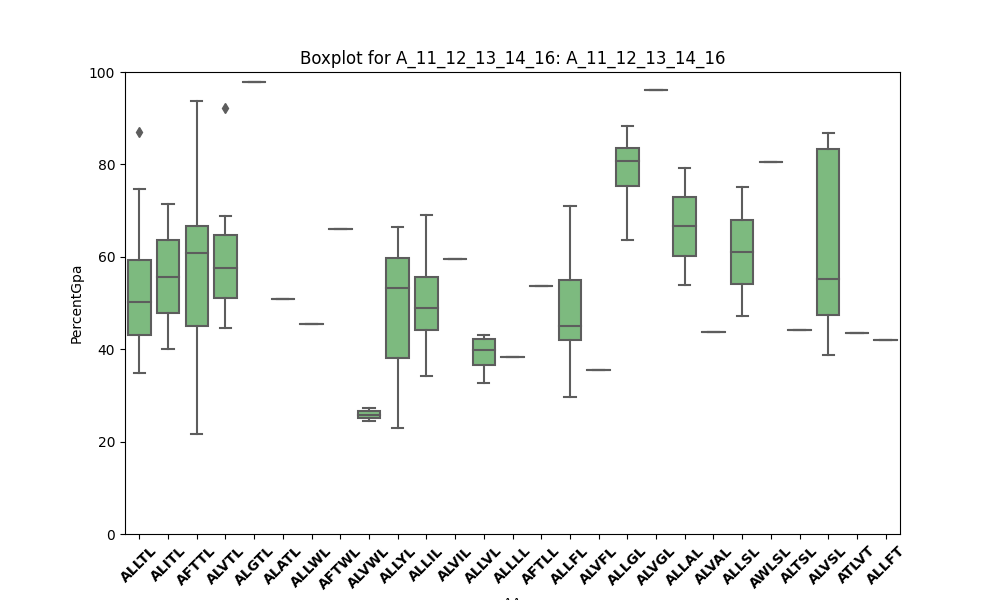 Boxplot for A_11_12_13_14_16: A_11_12_13_14_16
PercentGpa
100
80
60
40
20
0
ALLTL
ALITL
AFTTL
ALVTL
ALGTL
ALATL
ALLWL
AFTWL
ALVWL
ALLYL
ALLIL
ALVIL
ALLVL
ALLLL
AFTLL
ALLFL
ALVFL
ALLGL
ALVGL
ALLAL
ALVAL
ALLSL
AWLSL
ALTSL
ALVSL
ATLVT
ALLFT